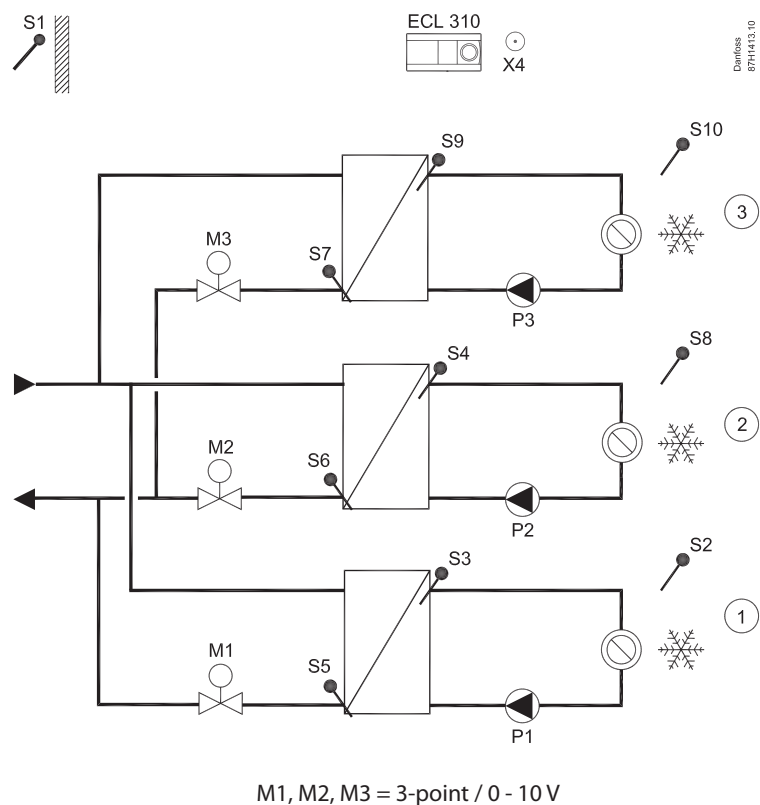 S1
ECL 310
X4
Danfoss
87H1413.10
S9
S10
3
M3
S7
P3
S4
S8
2
M2
S6
P2
S3
S2
1
M1
S5
P1
M1, M2, M3 = 3-point / 0 - 10 V